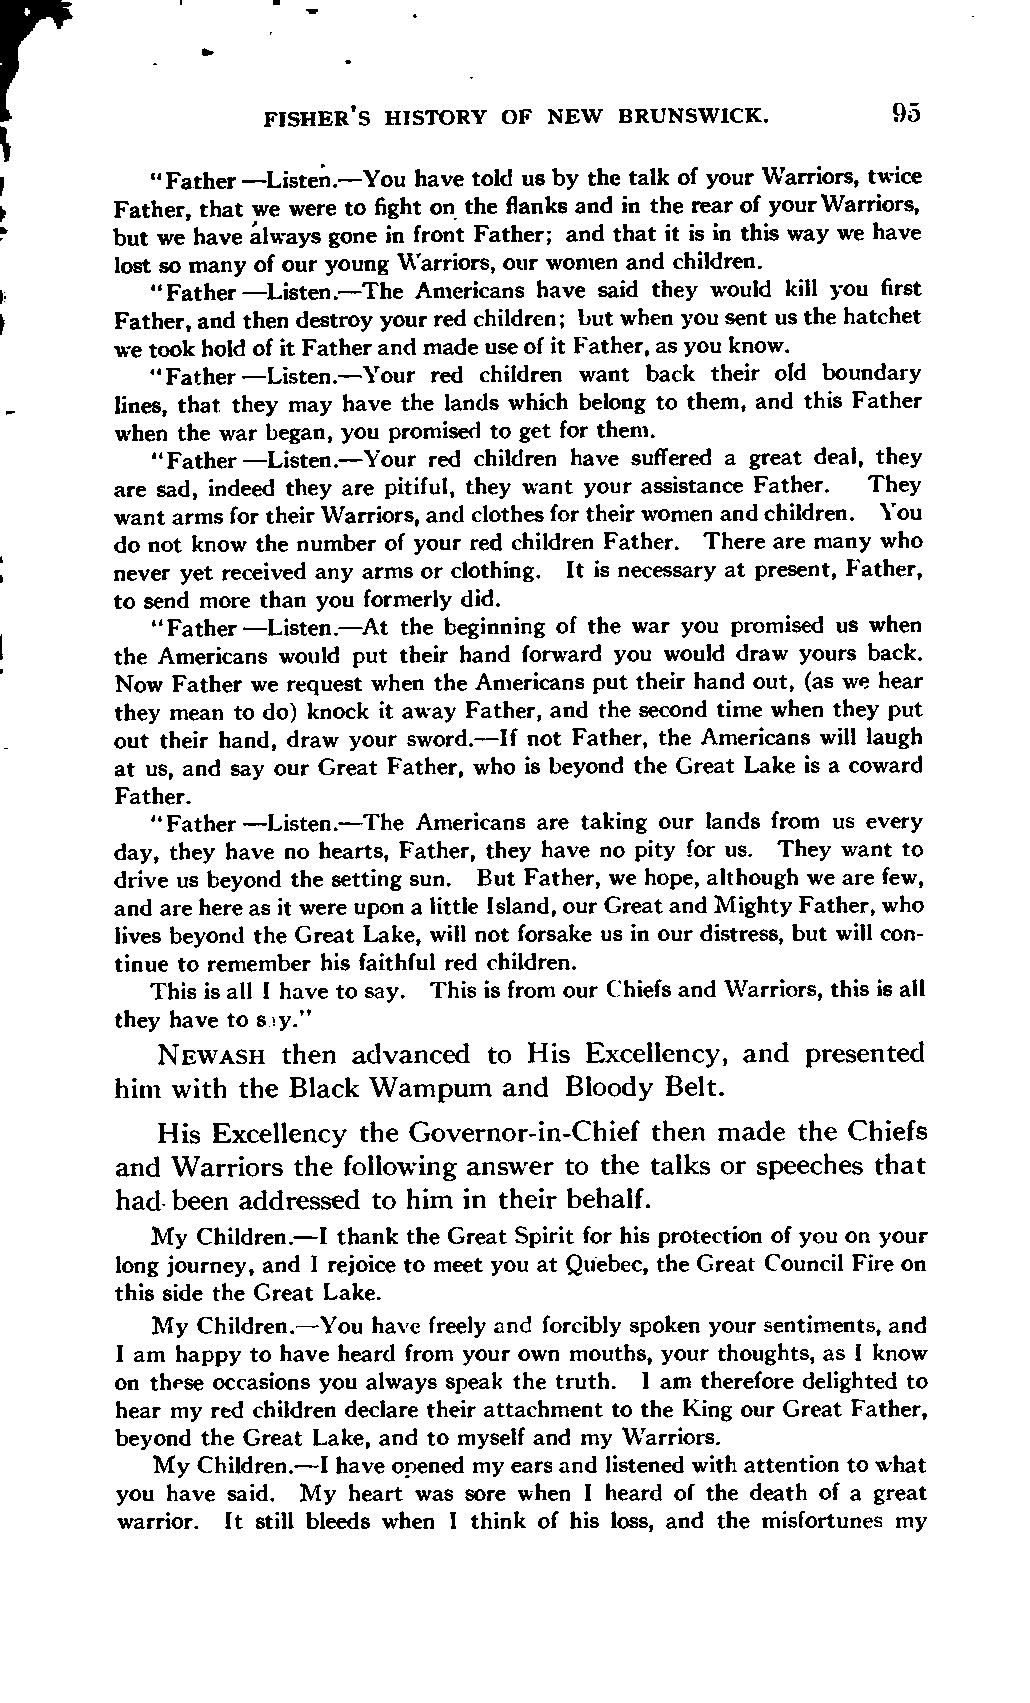 FISHER'S HISTORY OF NEW BRUNSWICK. 95
"Father—Listen.—You have told us by the talk of your Warriors, twice
Father, that we were to fight on the flanks and in the rear of your Warriors,
but we have always gone in front Father; and that it is in this way we have
lost so many of our young Warriors, our women and children.
"Father—Listen.—The Americans have said they would kill you first
Father, and then destroy your red children; but when you sent us the hatchet
we took hold of it Father and made use of it Father, as you know.
"Father—Listen.—Your red children want back their old boundary
lines, that they may have the lands which belong to them, and this Father
when the war began, you promised to get for them.
"Father—Listen.—Your red children have suffered a great deal, they
are sad, indeed they are pitiful, they want your assistance Father. They
want arms for their Warriors, and clothes for their women and children. You
do not know the number of your red children Father. There are many who
never yet received any arms or clothing. It is necessary at present, Father,
to send more than you formerly did.
"Father—Listen.—At the beginning of the war you promised us when
the Americans would put their hand forward you would draw yours back.
Now Father we request when the Americans put their hand out, (as we hear
they mean to do) knock it away Father, and the second time when they put
out their hand, draw your sword.—If not Father, the Americans will laugh
at us, and say our Great Father, who is beyond the Great Lake is a coward
Father.
"Father—Listen.—The Americans are taking our lands from us every
day, they have no hearts, Father, they have no pity for us. They want to
drive us beyond the setting sun. But Father, we hope, although we are few,
and are here as it were upon a little Island, our Great and Mighty Father, who
lives beyond the Great Lake, will not forsake us in our distress, but will con-
tinue to remember his faithful red children.
This is all I have to say. This is from our Chiefs and Warriors, this is all
they have to say."
NEWASH then advanced to His Excellency, and presented
him with the Black Wampum and Bloody Belt.
His Excellency the Governor-in-Chief then made the Chiefs
and Warriors the following answer to the talks or speeches that
had been addressed to him in their behalf.
My Children.—I thank the Great Spirit for his protection of you on your
long journey, and I rejoice to meet you at Quebec, the Great Council Fire on
this side the Great Lake.
My Children.—You have freely and forcibly spoken your sentiments, and
I am happy to have heard from your own mouths, your thoughts, as I know
on these occasions you always speak the truth. I am therefore delighted to
hear my red children declare their attachment to the King our Great Father,
beyond the Great Lake, and to myself and my Warriors.
My Children.—I have opened my ears and listened with attention to what
you have said. My heart was sore when I heard of the death of a great
warrior. It still bleeds when I think of his loss, and the misfortunes my